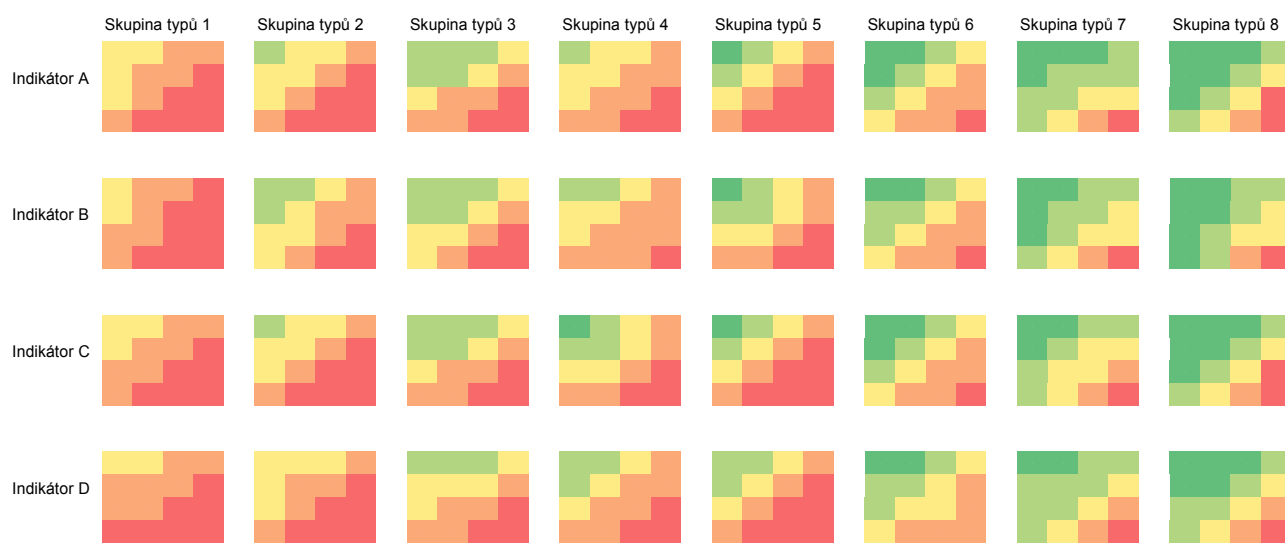 Skupina typů 1 Skupina typů 2 Skupina typů 3 Skupina typů 4 Skupina typů 5 Skupina typů 6 Skupina typů 7 Skupina typů 8
Indikátor A
Indikátor B
Indikátor C
Indikátor D